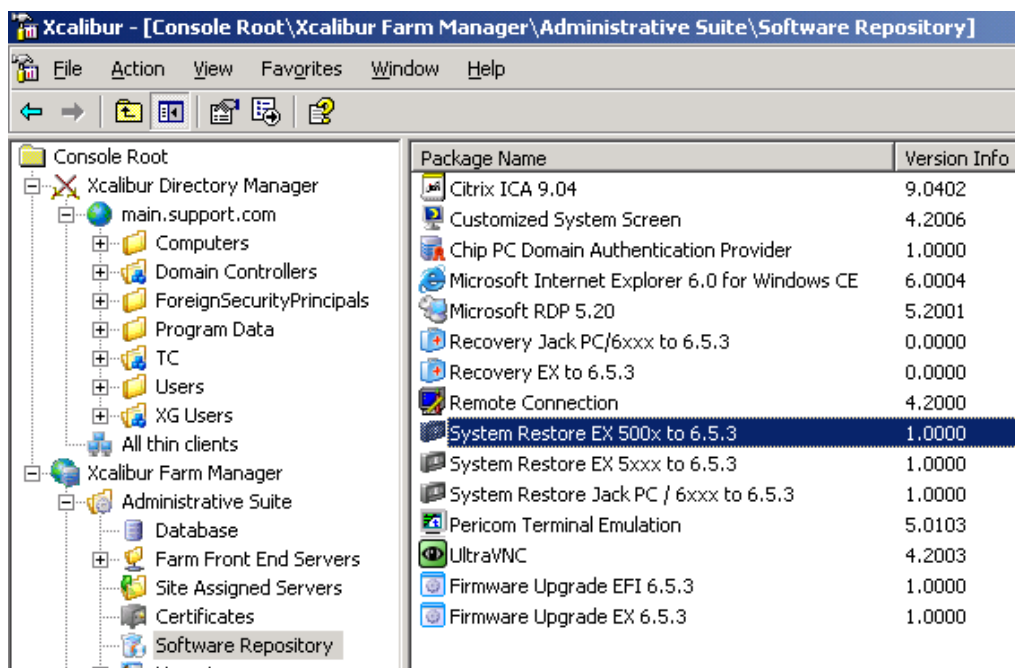 Xcalibur - [Console Root\Xcalibur Farm Manager\Administrative Suite\Software Repository]
File Action View Favorites Window Help
Console Root
Xcalibur Directory Manager
main.support.com
Computers
Domain Controllers
ForeignSecurityPrincipals
Program Data
TC
Users
XG Users
All thin clients
Xcalibur Farm Manager
Administrative Suite
Database
Farm Front End Servers
Site Assigned Servers
Certificates
Software Repository
Package Name Version Info
Citrix ICA 9.04 9.0402
Customized System Screen 4.2006
Chip PC Domain Authentication Provider 1.0000
Microsoft Internet Explorer 6.0 for Windows CE 6.0004
Microsoft RDP 5.20 5.2001
Recovery Jack PC/6xxx to 6.5.3 0.0000
Recovery EX to 6.5.3 0.0000
Remote Connection 4.2000
System Restore EX 500x to 6.5.3 1.0000
System Restore EX 5xxx to 6.5.3 1.0000
System Restore Jack PC / 6xxx to 6.5.3 1.0000
Pericom Terminal Emulation 5.0103
UltraVNC 4.2003
Firmware Upgrade EFI 6.5.3 1.0000
Firmware Upgrade EX 6.5.3 1.0000